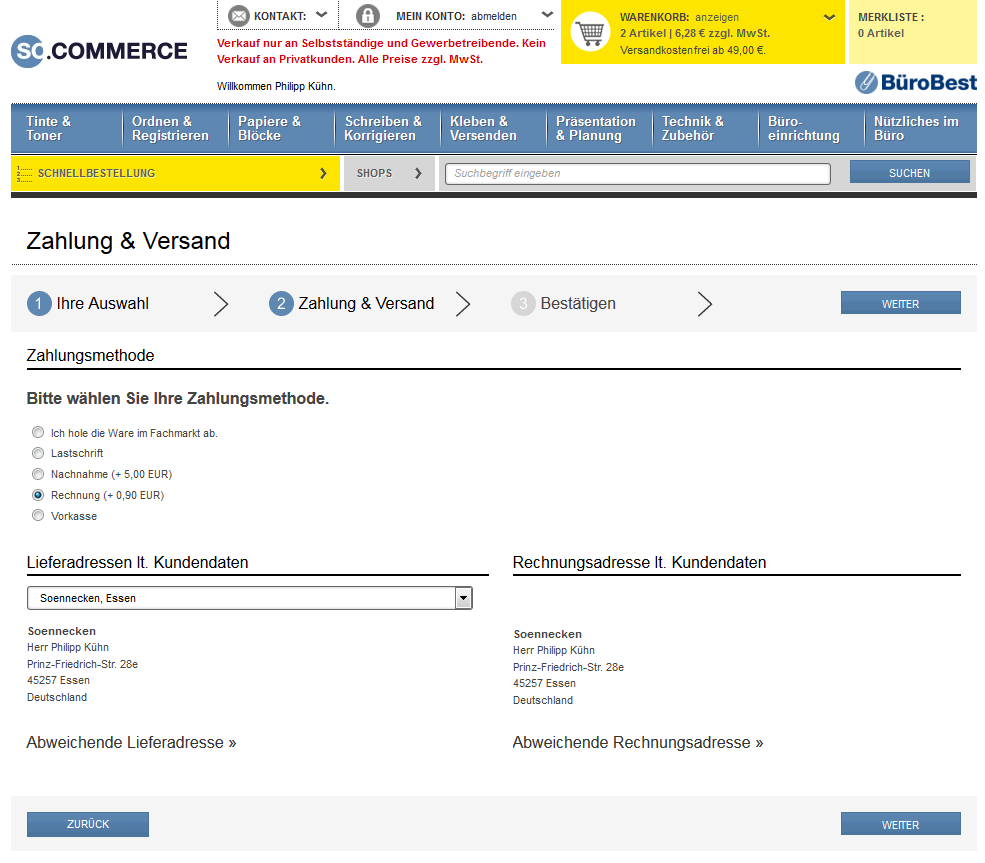 SO.COMMERCE
KONTAKT:
MEIN KONTO: abmelden
Verkauf nur an Selbstständige und Gewerbetreibende. Kein
Verkauf an Privatkunden. Alle Preise zzgl. MwSt.
Willkommen Philipp Kühn.
WARENKORB: anzeigen
2 Artikel | 6,28 € zzgl. MwSt.
Versandkostenfrei ab 49,00 €.
MERKLISTE :
0 Artikel
BüroBest
Tinte &
Toner
Ordnen &
Registrieren
Papiere &
Blöcke
Schreiben &
Korrigieren
Kleben &
Versenden
Präsentation
& Planung
Technik &
Zubehör
Büro-
einrichtung
Nützliches im
Büro
SCHNELLBESTELLUNG
SHOPS
Suchbegriff eingeben
SUCHEN
Zahlung & Versand
1 Ihre Auswahl
2 Zahlung & Versand
3 Bestätigen
WEITER
Zahlungsmethode
Bitte wählen Sie Ihre Zahlungsmethode.
Ich hole die Ware im Fachmarkt ab.
Lastschrift
Nachnahme (+ 5,00 EUR)
Rechnung (+ 0,90 EUR)
Vorkasse
Lieferadressen lt. Kundendaten
Soennecken, Essen
Soennecken
Herr Philipp Kühn
Prinz-Friedrich-Str. 28e
45257 Essen
Deutschland
Abweichende Lieferadresse »
Rechnungsadresse lt. Kundendaten
Soennecken
Herr Philipp Kühn
Prinz-Friedrich-Str. 28e
45257 Essen
Deutschland
Abweichende Rechnungsadresse »
ZURÜCK
WEITER